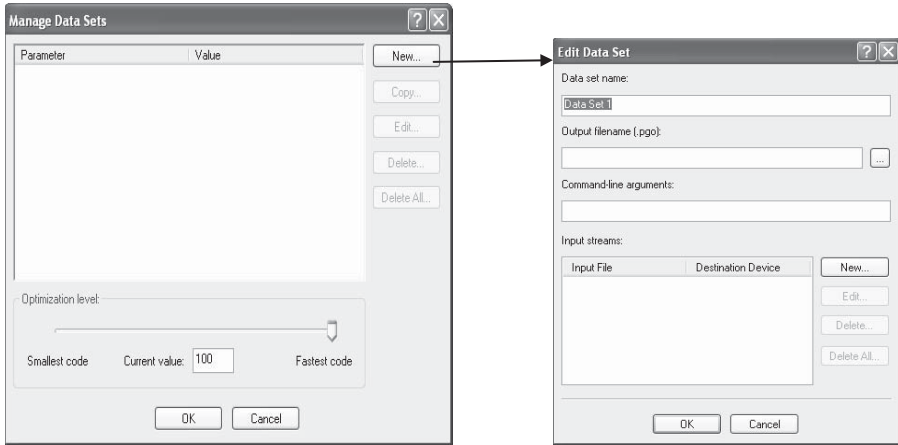 Manage Data Sets
Parameter Value
New...
Copy...
Edit...
Delete...
Delete All...
Optimization level:
Smallest code Current value: 100 Fastest code
OK Cancel
Edit Data Set
Data set name:
Data Set 1
Output filename (.pgo):
...
Command-line arguments:
Input streams:
Input File Destination Device
New...
Edit...
Delete...
Delete All...
OK Cancel